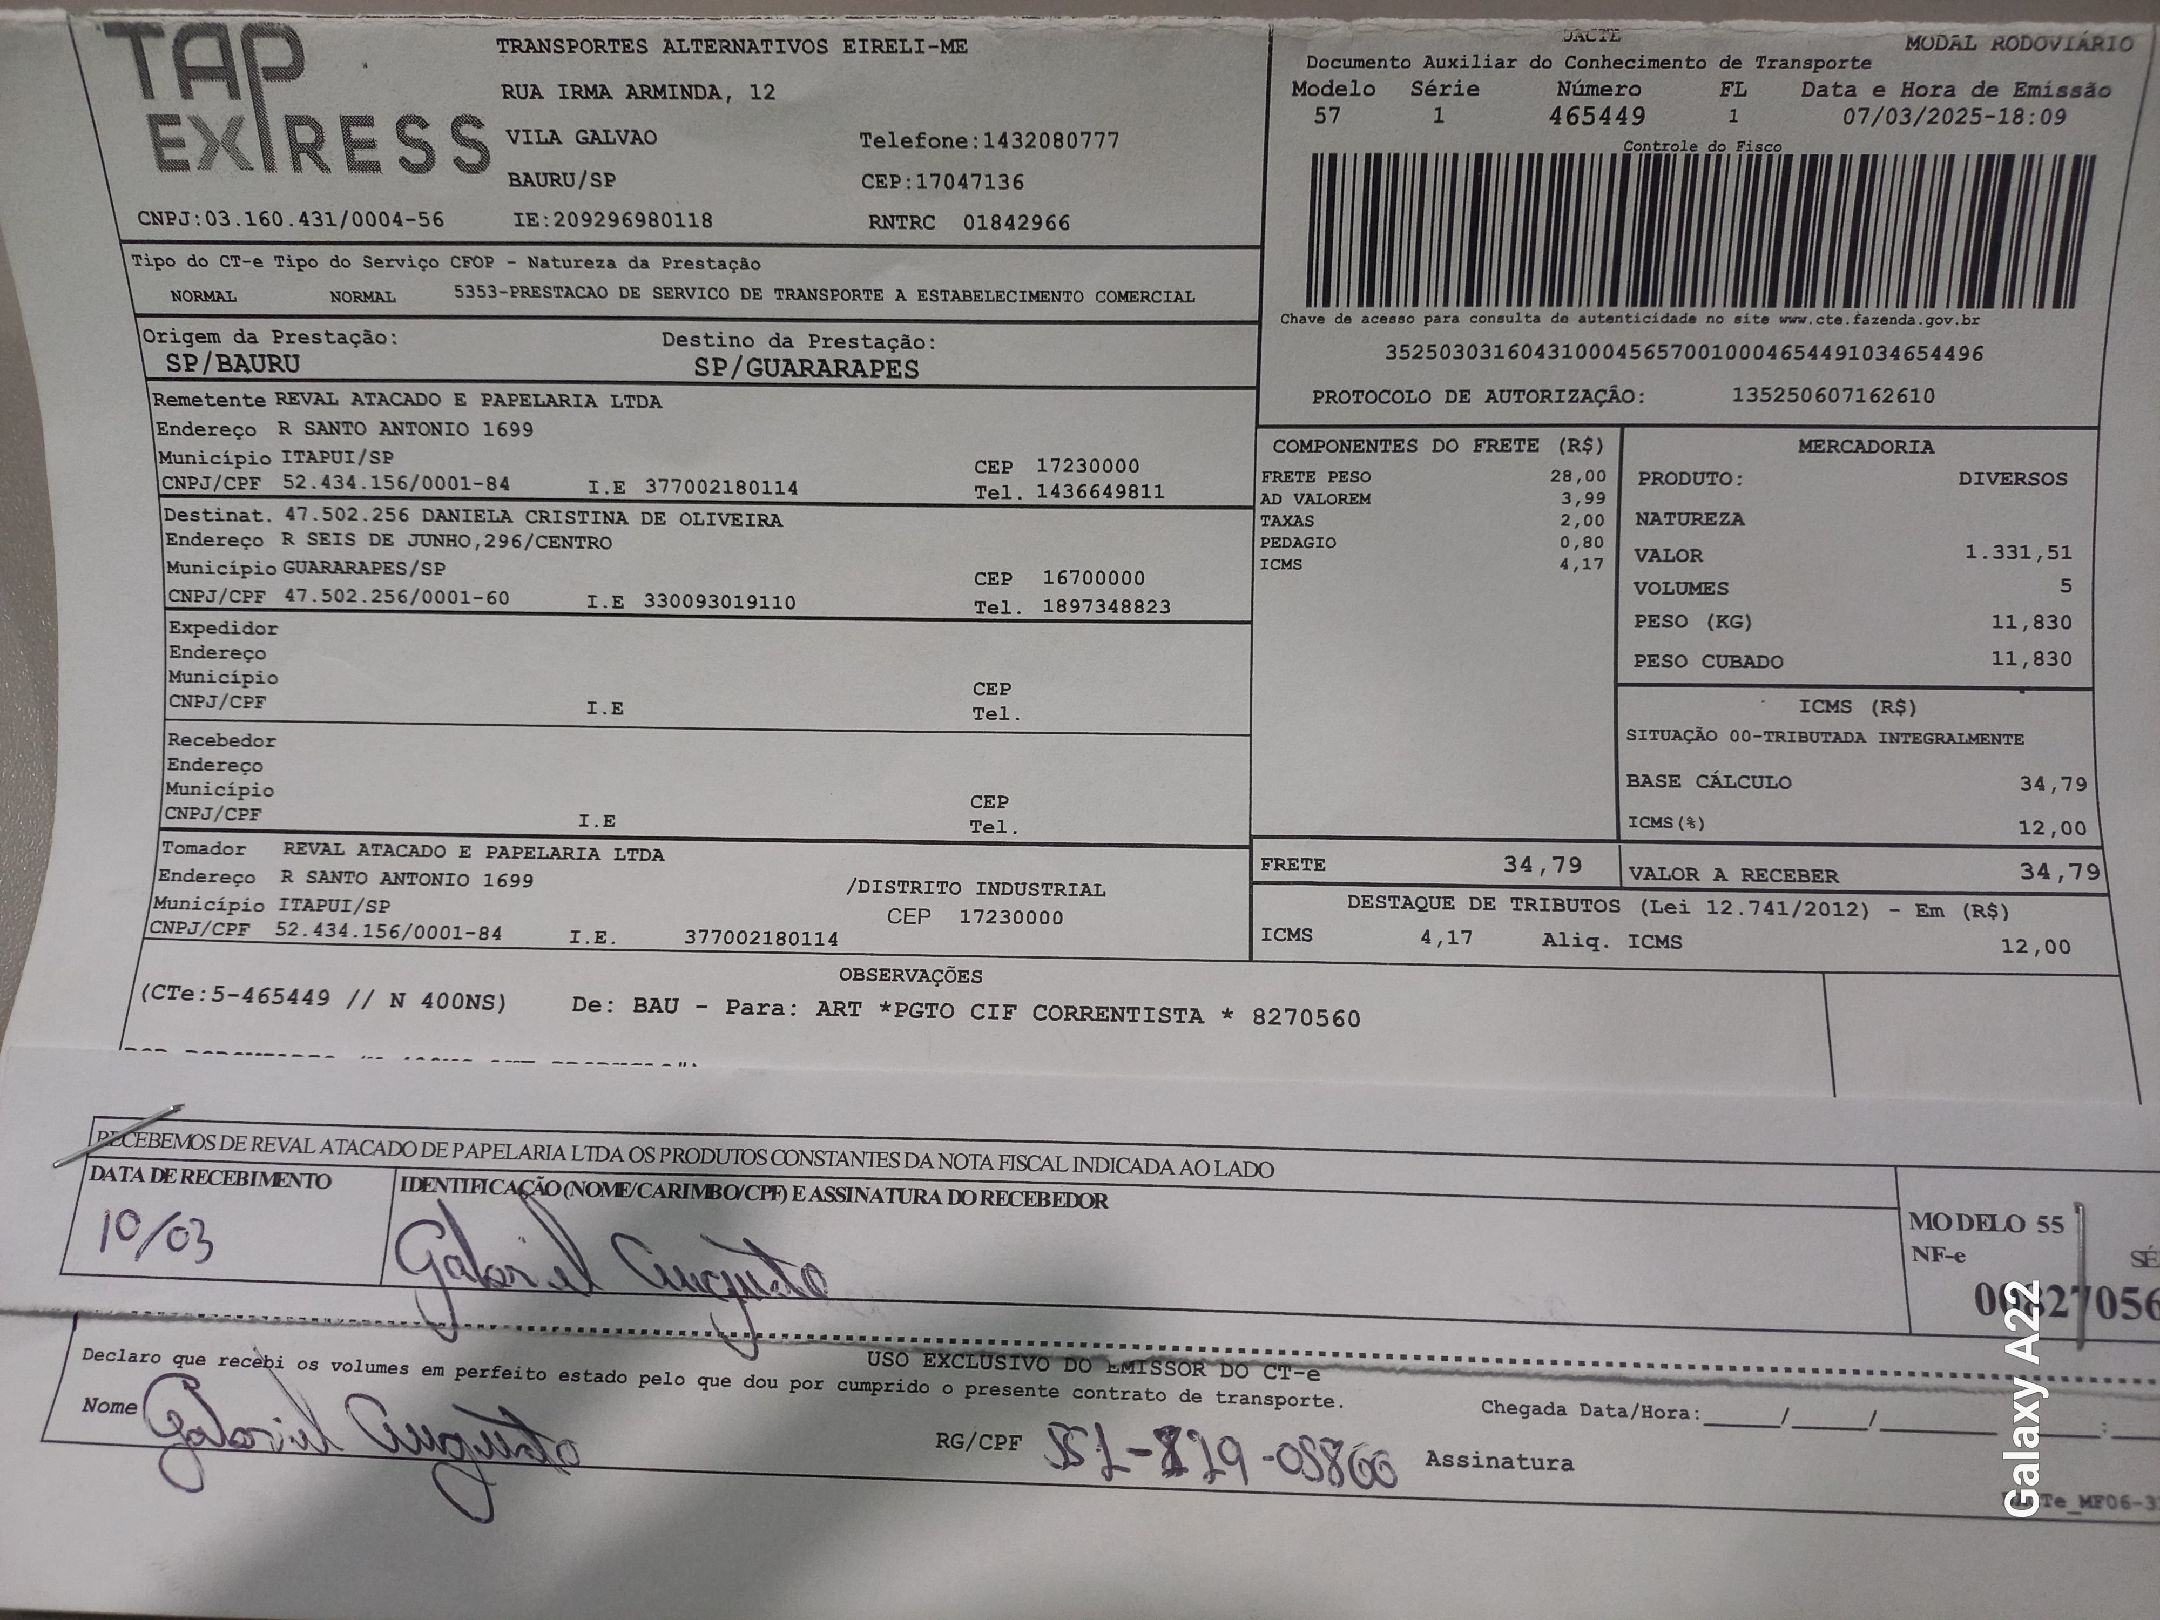 TAP EXPRESS
TRANSPORTES ALTERNATIVOS EIRELI-ME
RUA IRMA ARMINDA, 12
VILA GALVAO Telefone:1432080777
BAURU/SP CEP:17047136
CNPJ:03.160.431/0004-56 IE:209296980118 RNTRC 01842966
DACTE MODAL RODOVIÁRIO
Documento Auxiliar do Conhecimento de Transporte
Modelo Série Número FL Data e Hora de Emissão
57 1 465449 1 07/03/2025-18:09
Controle do Fisco
Chave de acesso para consulta de autenticidade no site www.cte.fazenda.gov.br
35250303160431000456570010004654491034654496
PROTOCOLO DE AUTORIZAÇÃO: 135250607162610
Tipo do CT-e Tipo do Serviço CFOP - Natureza da Prestação
NORMAL NORMAL 5353-PRESTACAO DE SERVICO DE TRANSPORTE A ESTABELECIMENTO COMERCIAL
Origem da Prestação: Destino da Prestação:
SP/BAURU SP/GUARARAPES
Remetente REVAL ATACADO E PAPELARIA LTDA
Endereço R SANTO ANTONIO 1699
Município ITAPUI/SP CEP 17230000
CNPJ/CPF 52.434.156/0001-84 I.E 377002180114 Tel. 1436649811
Destinat. 47.502.256 DANIELA CRISTINA DE OLIVEIRA
Endereço R SEIS DE JUNHO,296/CENTRO
Município GUARARAPES/SP CEP 16700000
CNPJ/CPF 47.502.256/0001-60 I.E 330093019110 Tel. 1897348823
Expedidor
Endereço
Município CEP
CNPJ/CPF I.E Tel.
Recebedor
Endereço
Município CEP
CNPJ/CPF I.E Tel.
Tomador REVAL ATACADO E PAPELARIA LTDA
Endereço R SANTO ANTONIO 1699 /DISTRITO INDUSTRIAL
Município ITAPUI/SP CEP 17230000
CNPJ/CPF 52.434.156/0001-84 I.E. 377002180114
COMPONENTES DO FRETE (R$)
FRETE PESO 28,00
AD VALOREM 3,99
TAXAS 2,00
PEDAGIO 0,80
ICMS 4,17
MERCADORIA
PRODUTO: DIVERSOS
NATUREZA
VALOR 1.331,51
VOLUMES 5
PESO (KG) 11,830
PESO CUBADO 11,830
ICMS (R$)
SITUAÇÃO 00-TRIBUTADA INTEGRALMENTE
BASE CÁLCULO 34,79
ICMS(%) 12,00
FRETE 34,79 VALOR A RECEBER 34,79
DESTAQUE DE TRIBUTOS (Lei 12.741/2012) - Em (R$)
ICMS 4,17 Aliq. ICMS 12,00
OBSERVAÇÕES
(CTe:5-465449 // N 400NS) De: BAU - Para: ART *PGTO CIF CORRENTISTA * 8270560
RECEBEMOS DE REVAL ATACADO DE PAPELARIA LTDA OS PRODUTOS CONSTANTES DA NOTA FISCAL INDICADA AO LADO
DATA DE RECEBIMENTO IDENTIFICAÇÃO (NOME/CARIMBO/CPF) E ASSINATURA DO RECEBEDOR
10/03 Gabriel Augusto
MODELO 55
NF-e SÉ
00827056
USO EXCLUSIVO DO EMISSOR DO CT-e
Declaro que recebi os volumes em perfeito estado pelo que dou por cumprido o presente contrato de transporte.
Nome Gabriel Augusto RG/CPF Assinatura
Chegada Data/Hora:_____/_____/_____ _____:
Galaxy A22